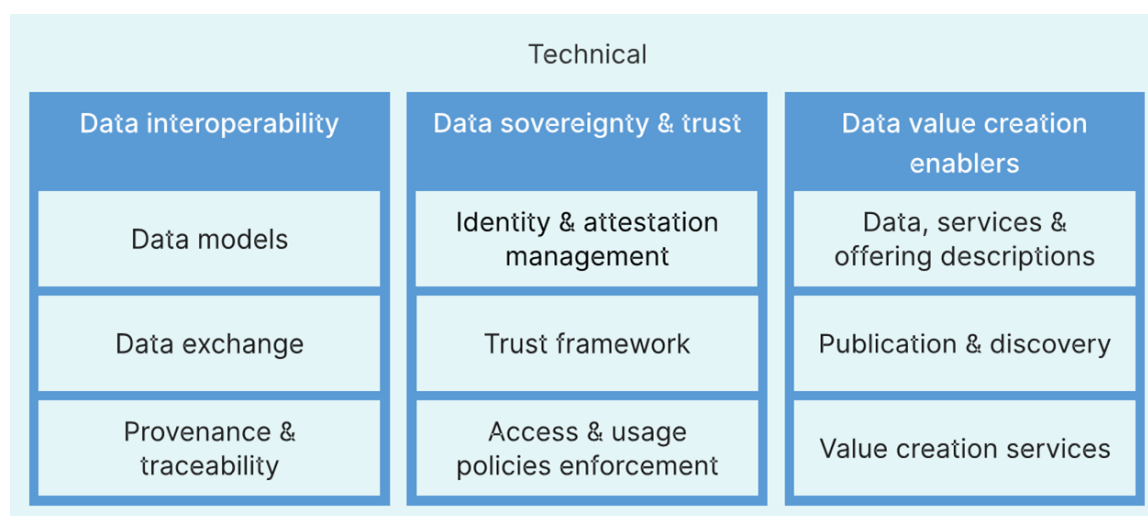 Technical
Data interoperability
Data models
Data exchange
Provenance &
traceability
Data sovereignty & trust
Identity & attestation
management
Trust framework
Access & usage
policies enforcement
Data value creation
enablers
Data, services &
offering descriptions
Publication & discovery
Value creation services